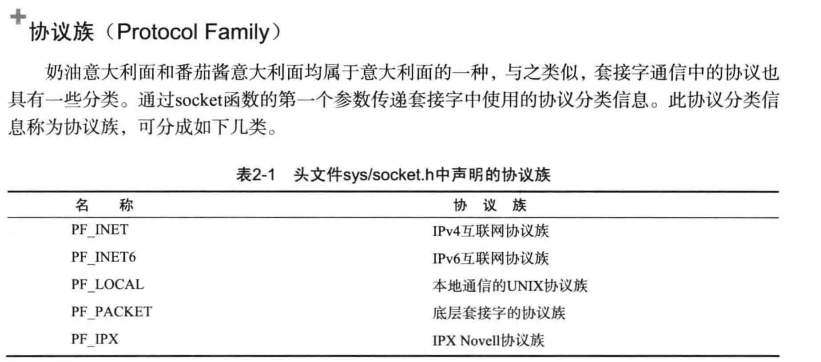 协议族（Protocol Family）
奶油意大利面和番茄酱意大利面均属于意大利面的一种，与之类似，套接字通信中的协议也
具有一些分类。通过socket函数的第一个参数传递套接字中使用的协议分类信息。此协议分类信
息称为协议族，可分成如下几类。
表2-1 头文件sys/socket.h中声明的协议族
名 称 协 议 族
PF_INET IPv4互联网协议族
PF_INET6 IPv6互联网协议族
PF_LOCAL 本地通信的UNIX协议族
PF_PACKET 底层套接字的协议族
PF_IPX IPX Novell协议族